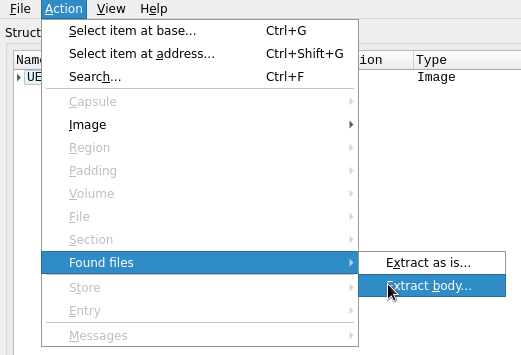 File Action View Help
Struct
Name ion Type
UE Image
Select item at base... Ctrl+G
Select item at address... Ctrl+Shift+G
Search... Ctrl+F
Capsule
Image
Region
Padding
Volume
File
Section
Found files
Extract as is...
Extract body...
Store
Entry
Messages